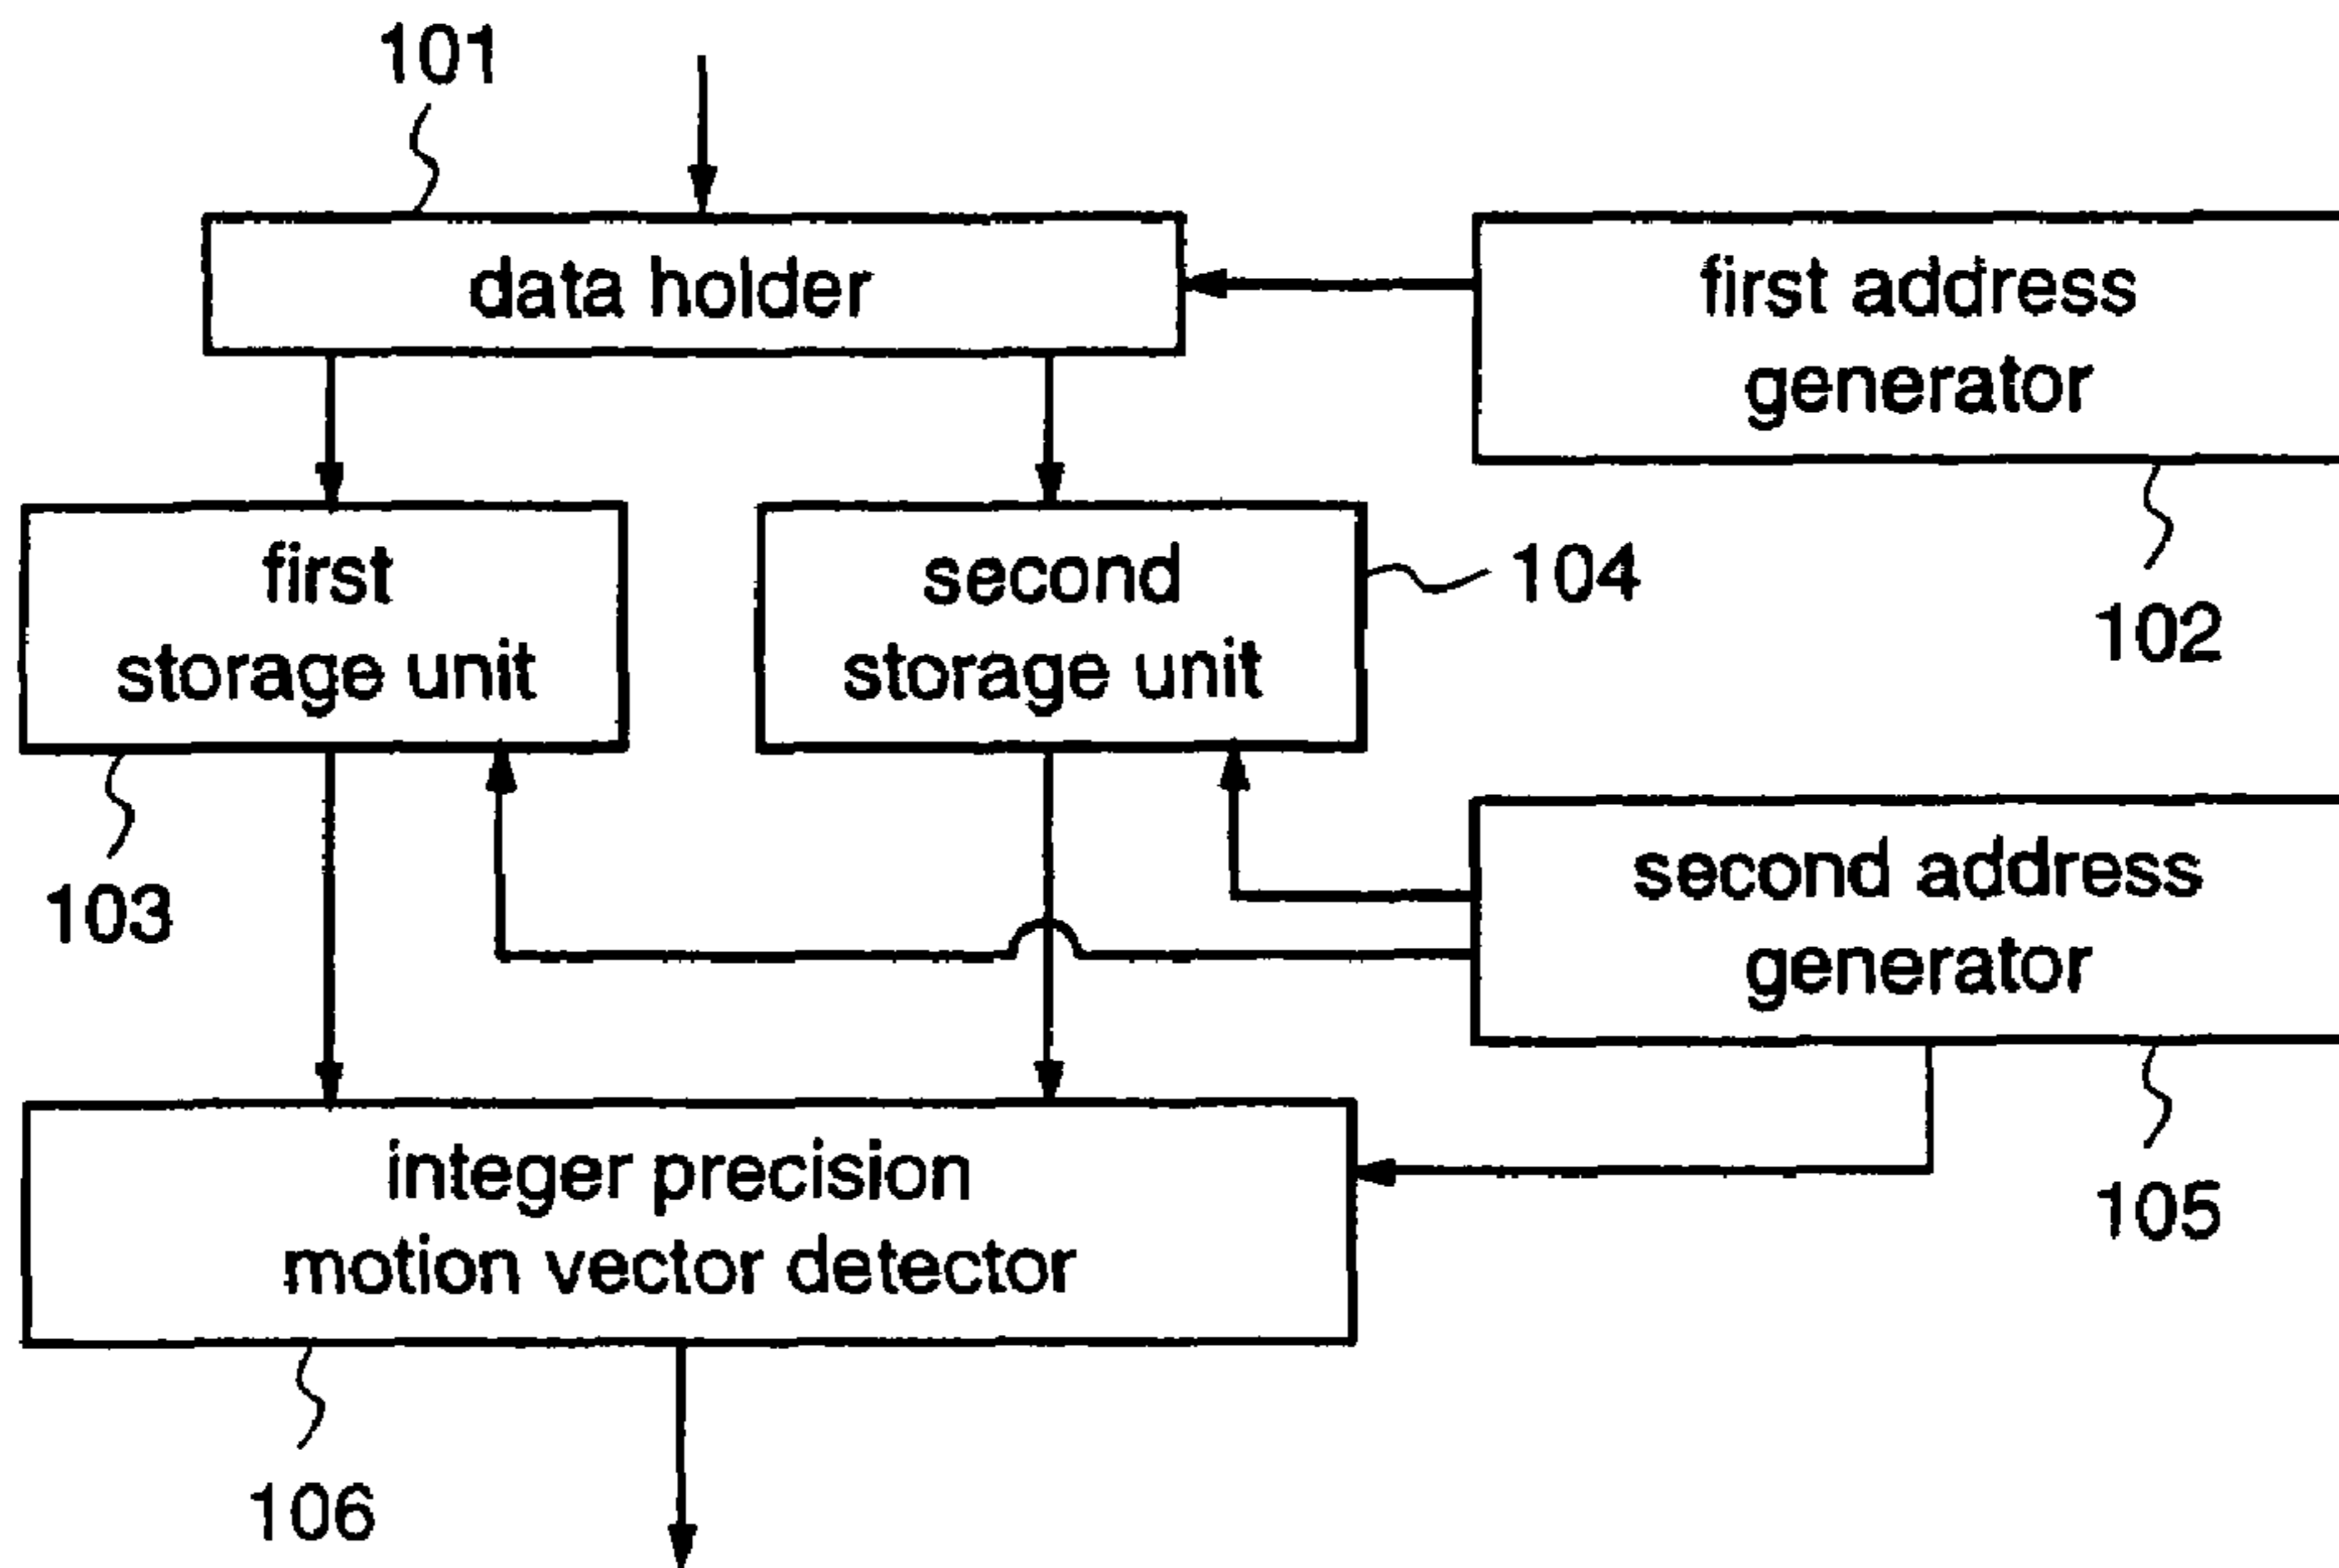 101
data holder
first address
generator
first
storage unit
second
storage unit
104
102
103
second address
generator
integer precision
motion vector detector
105
106